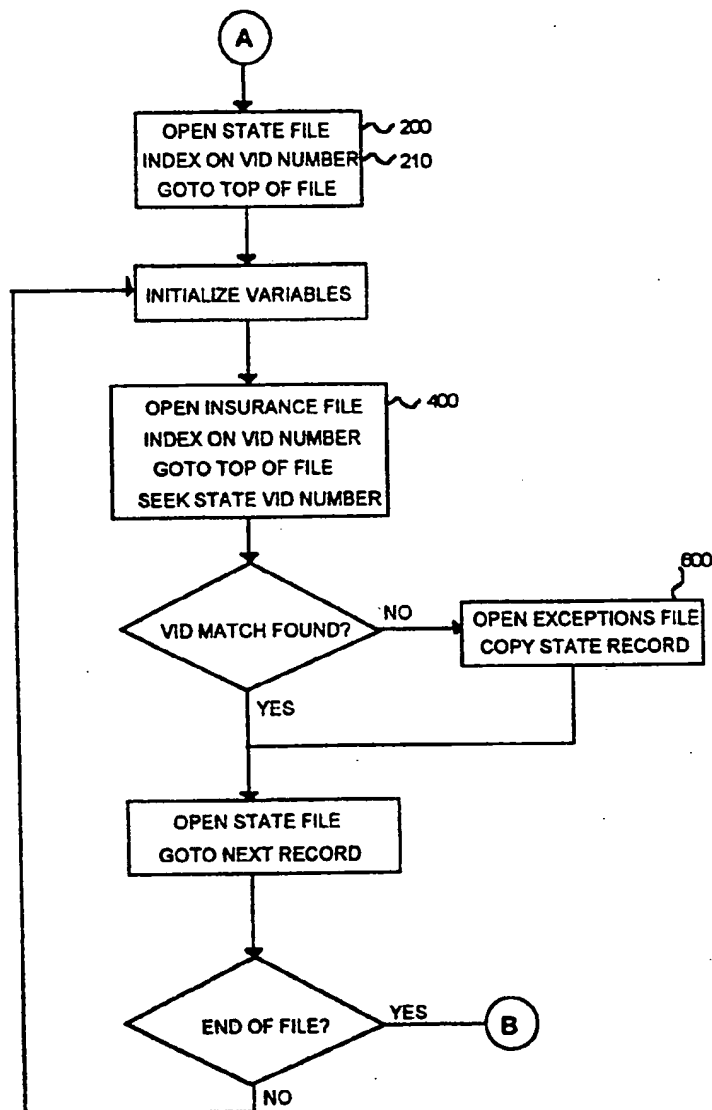 A
OPEN STATE FILE 200
INDEX ON VID NUMBER 210
GOTO TOP OF FILE
INITIALIZE VARIABLES
OPEN INSURANCE FILE 400
INDEX ON VID NUMBER
GOTO TOP OF FILE
SEEK STATE VID NUMBER
VID MATCH FOUND?
NO
600
OPEN EXCEPTIONS FILE
COPY STATE RECORD
YES
OPEN STATE FILE
GOTO NEXT RECORD
END OF FILE?
YES
B
NO